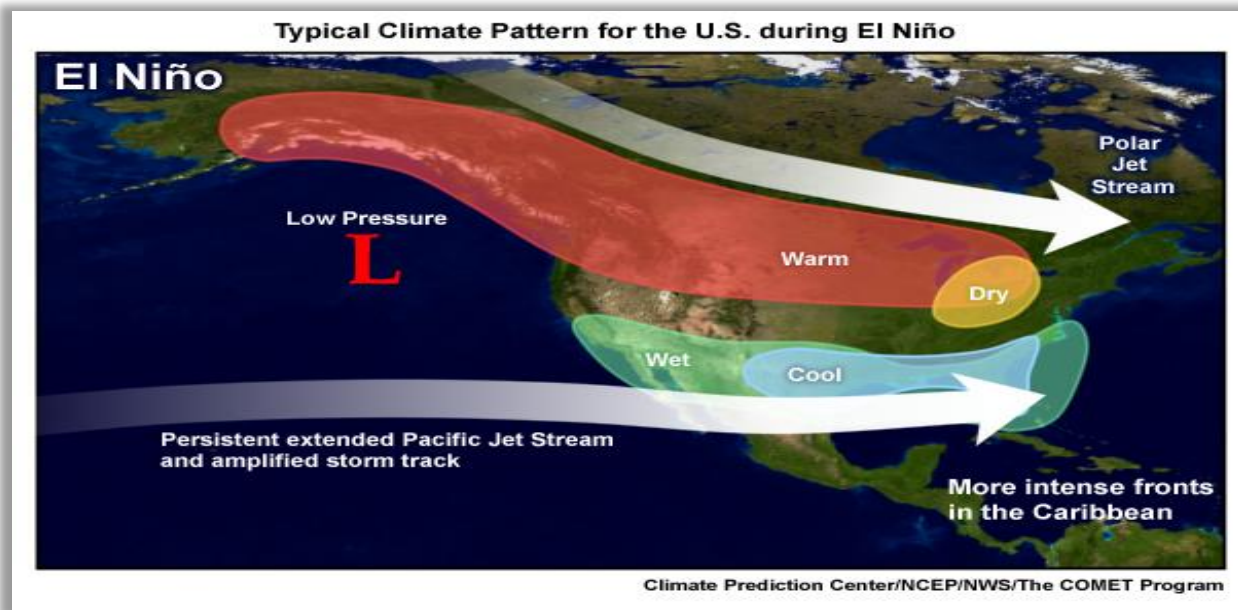 Typical Climate Pattern for the U.S. during El Niño
El Niño
Polar
Jet
Stream
Low Pressure
L
Warm
Dry
Wet
Cool
Persistent extended Pacific Jet Stream
and amplified storm track
More intense fronts
in the Caribbean
Climate Prediction Center/NCEP/NWS/The COMET Program